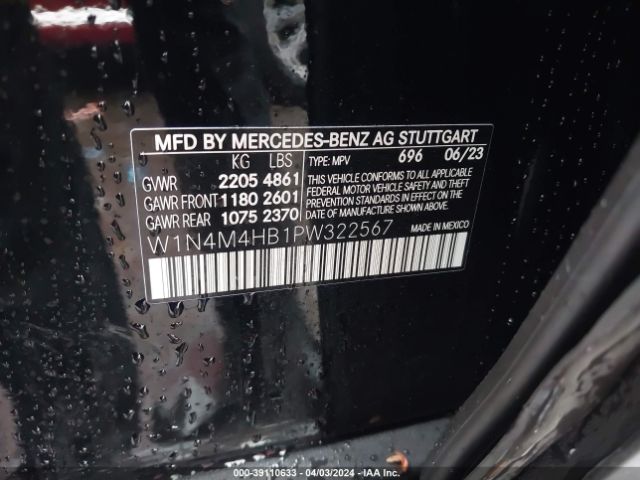 MFD BY MERCEDES-BENZ AG STUTTGART
KG LBS TYPE: MPV 696 06/23
GVWR 2205 4861
GAWR FRONT 1180 2601
GAWR REAR 1075 2370
THIS VEHICLE CONFORMS TO ALL APPLICABLE
FEDERAL MOTOR VEHICLE SAFETY AND THEFT
PREVENTION STANDARDS IN EFFECT ON THE
DATE OF MANUFACTURE SHOWN ABOVE.
MADE IN MEXICO
W1N4M4HB1PW322567
000-39110633 - 04/03/2024 - IAA Inc.